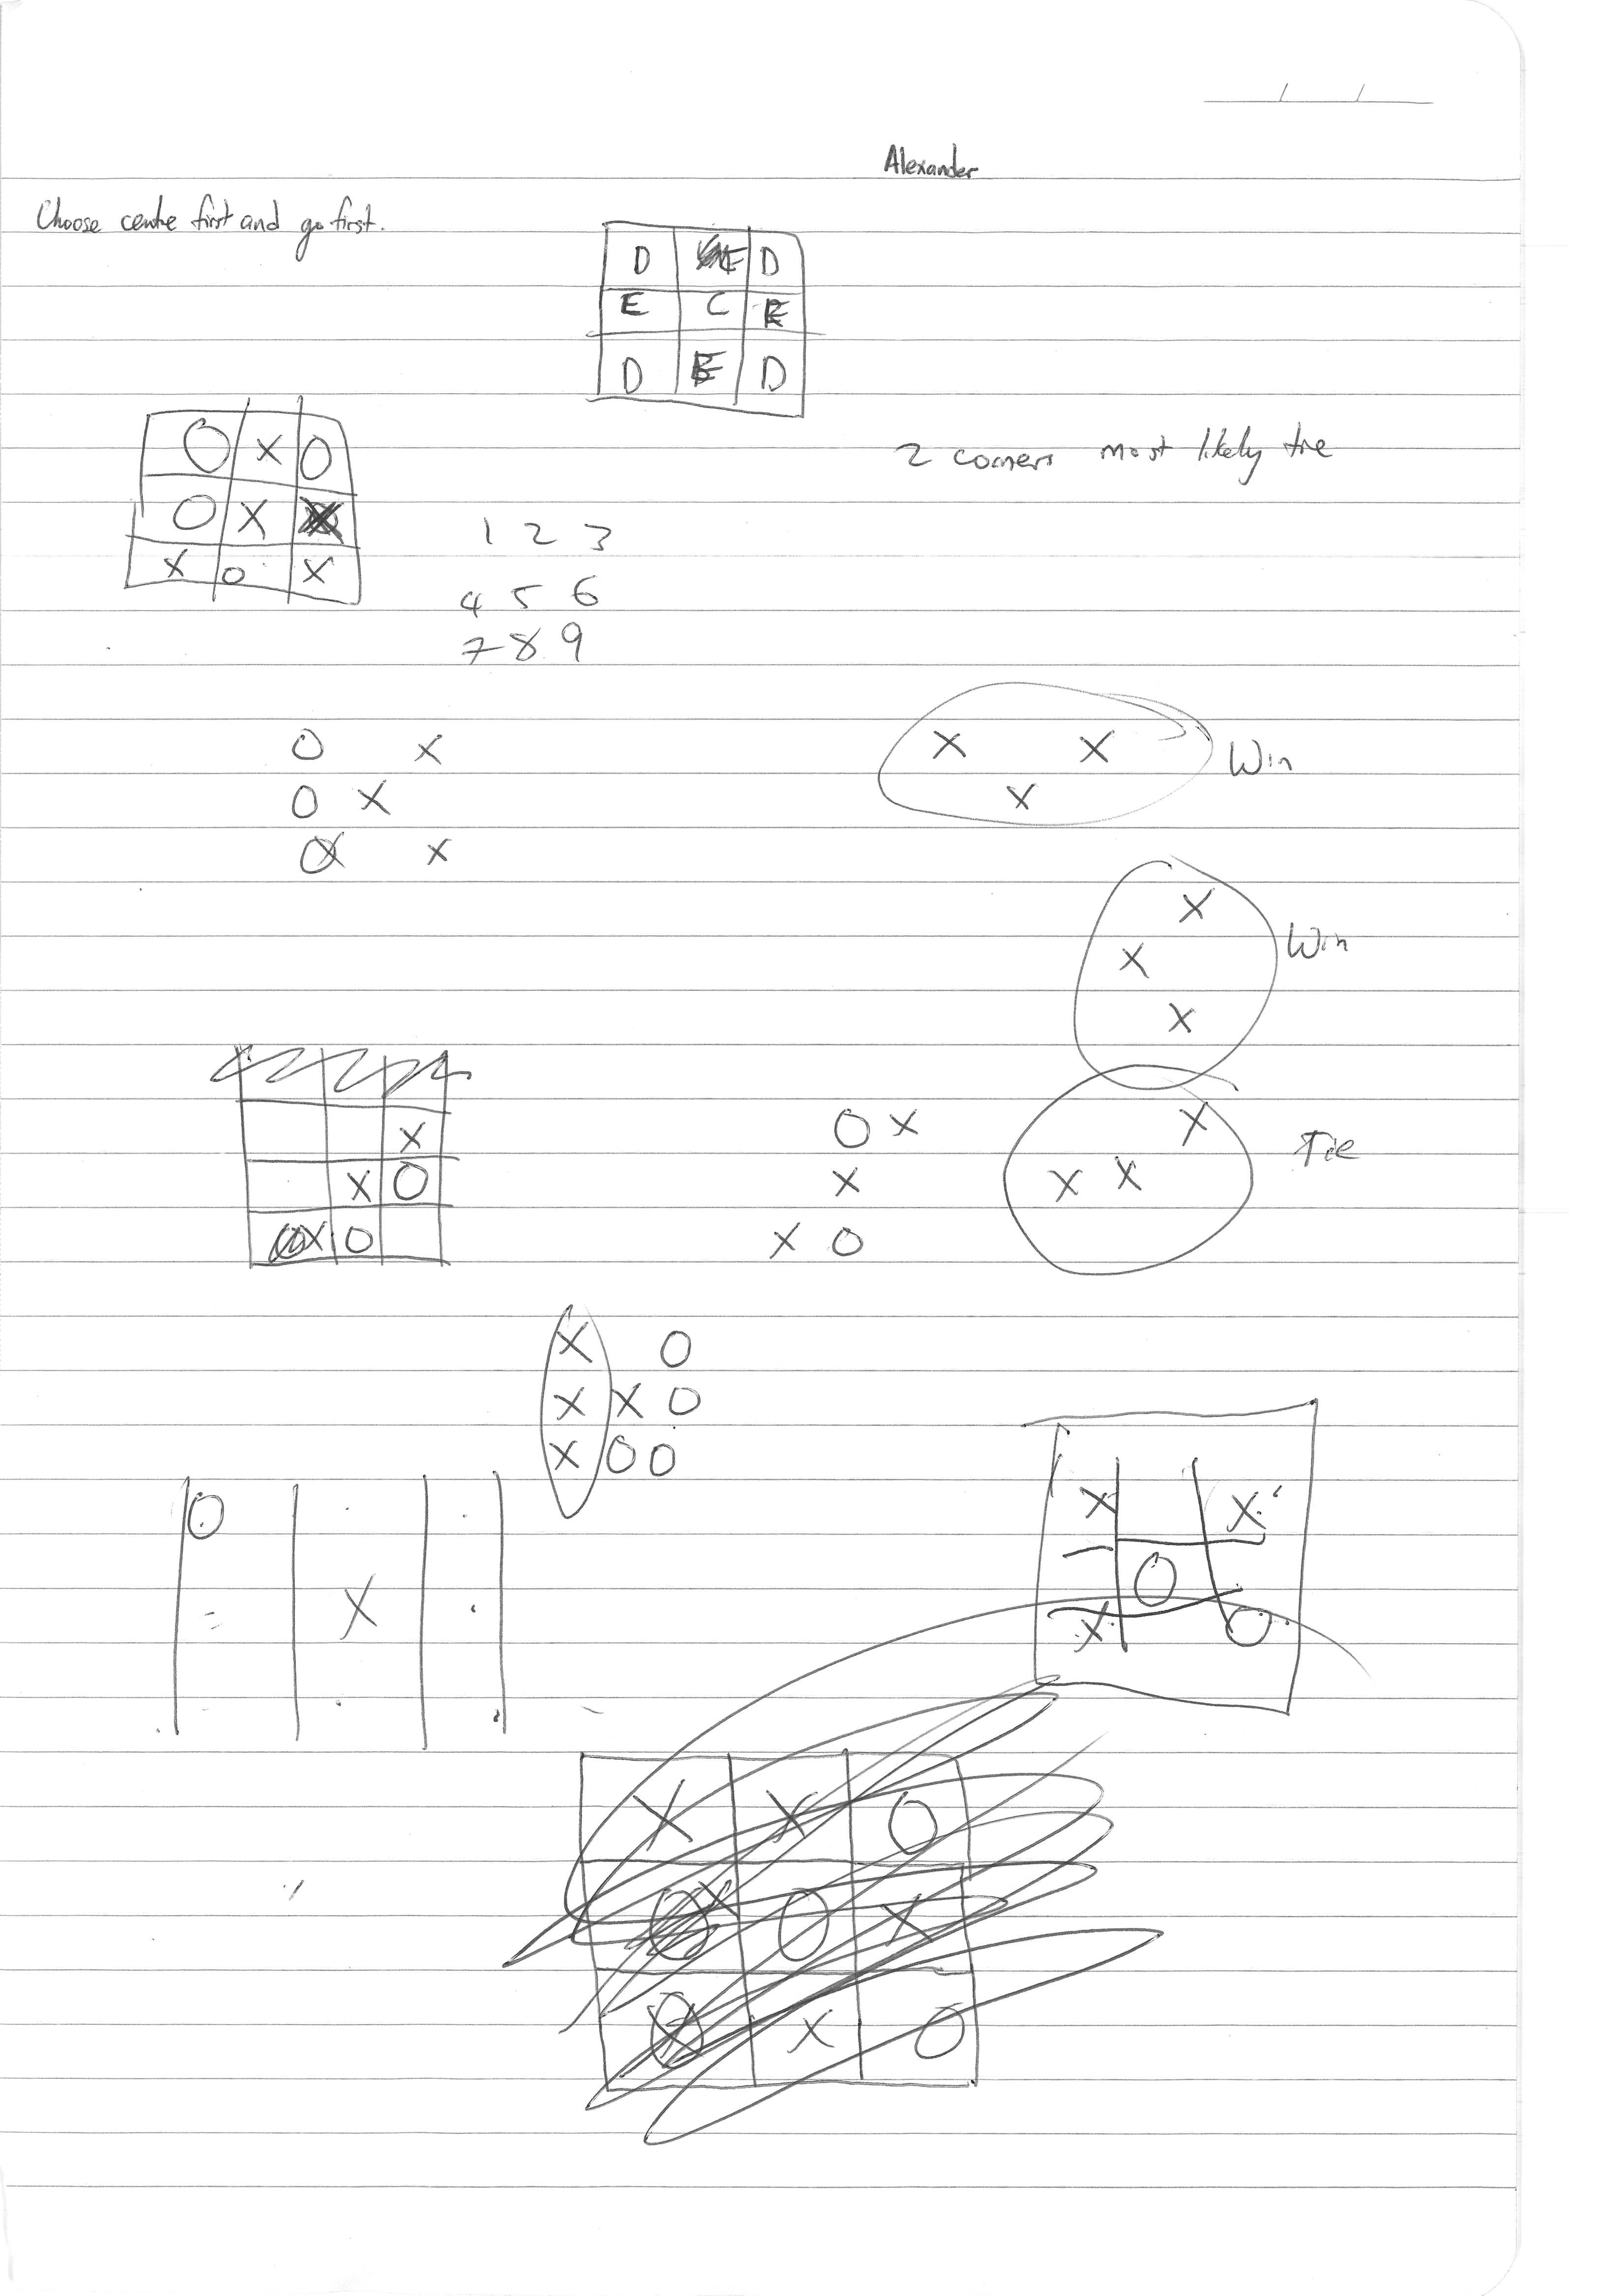 Alexander
Choose centre first and go first.
D E D
E C E
D E D
2 corners most likely tie
O X O
O X
X O X
1 2 3
4 5 6
7 8 9
O X
O X
X X
X X
X
Win
X
X
X
Win
X
X O
X O
O X
X
X O
X
X X
Tie
X O
X X O
X O O
O
X
X X
O
X O
X X O
X O X
X O